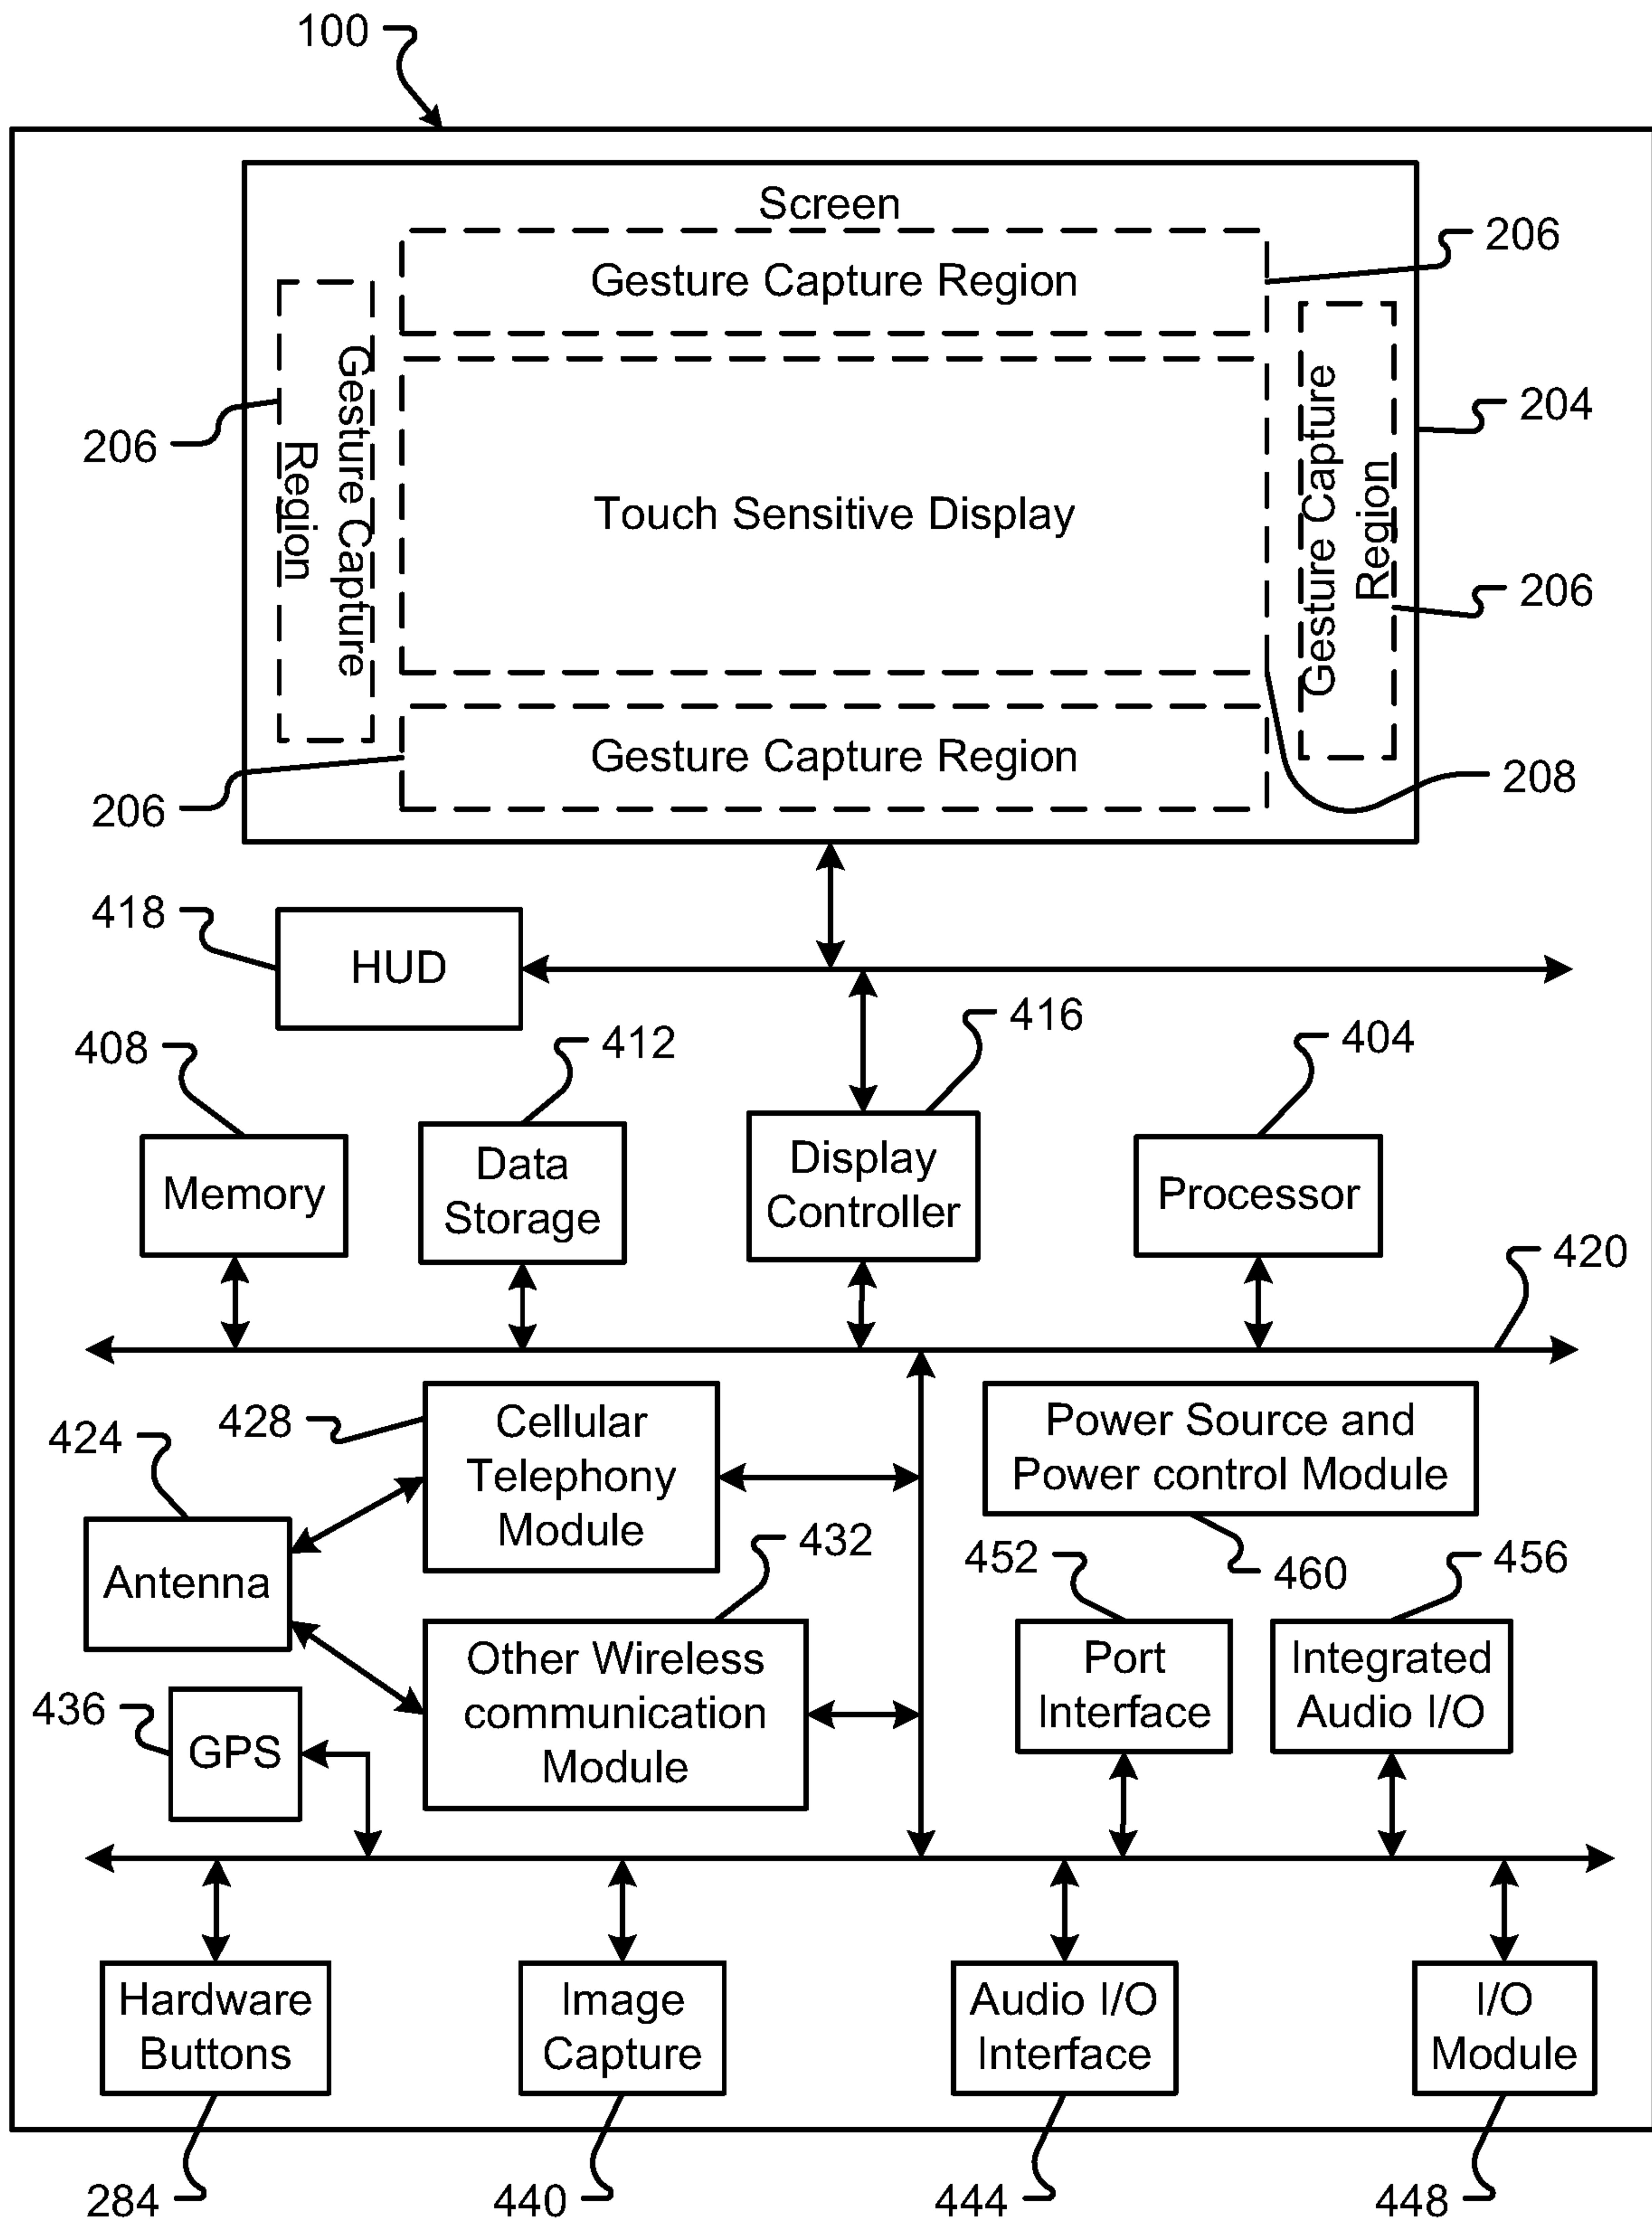 100
Screen
206
Gesture Capture Region
Gesture Capture
Region
206
Touch Sensitive Display
Gesture Capture
Region
204
206
Gesture Capture Region
206
208
418
HUD
416
408
412
404
Memory
Data
Storage
Display
Controller
Processor
420
428
Cellular
Telephony
Module
Power Source and
Power control Module
424
Antenna
432
452
460
456
Other Wireless
communication
Module
Port
Interface
Integrated
Audio I/O
436
GPS
Hardware
Buttons
Image
Capture
Audio I/O
Interface
I/O
Module
284
440
444
448